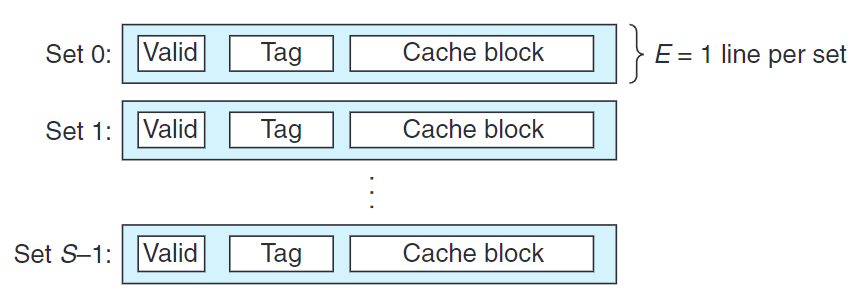 Set 0: Valid Tag Cache block E = 1 line per set
Set 1: Valid Tag Cache block
⋮
Set S–1: Valid Tag Cache block